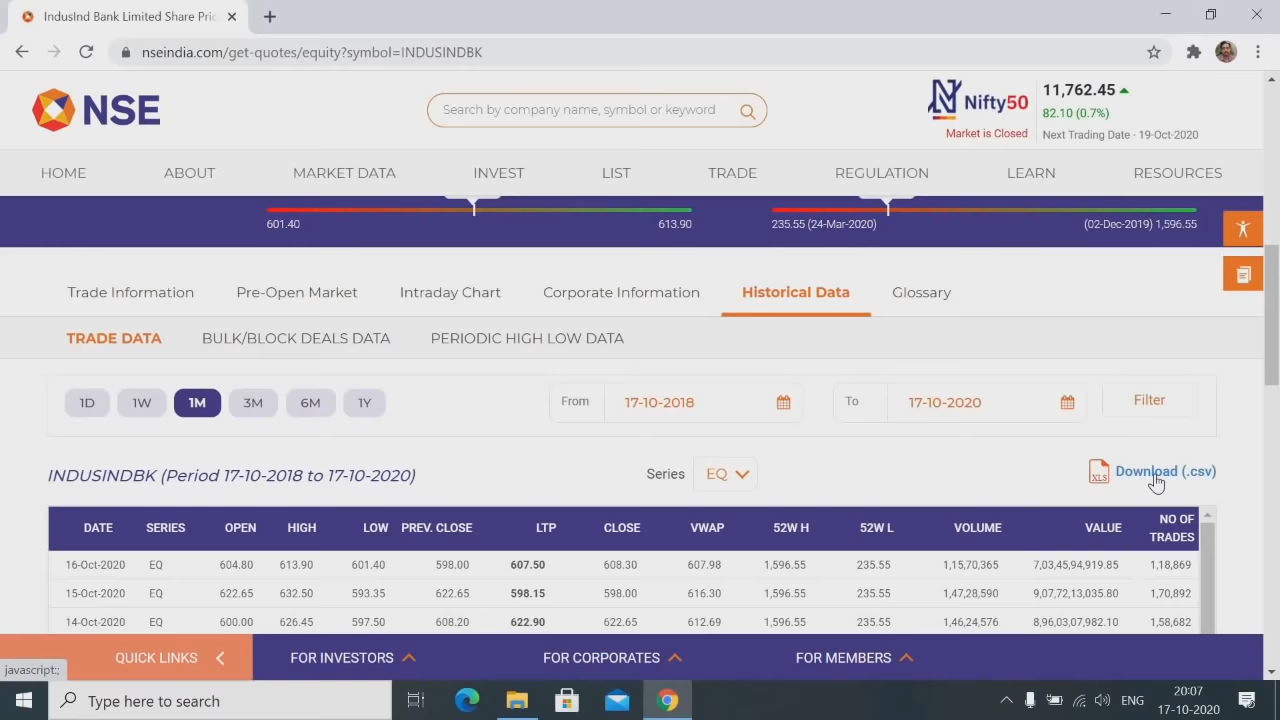 IndusInd Bank Limited Share Pric
nseindia.com/get-quotes/equity?symbol=INDUSINDBK
NSE
Search by company name, symbol or keyword
Nifty50
11,762.45
82.10 (0.7%)
Market is Closed
Next Trading Date - 19-Oct-2020
HOME ABOUT MARKET DATA INVEST LIST TRADE REGULATION LEARN RESOURCES
601.40 613.90 235.55 (24-Mar-2020) (02-Dec-2019) 1,596.55
Trade Information Pre-Open Market Intraday Chart Corporate Information Historical Data Glossary
TRADE DATA BULK/BLOCK DEALS DATA PERIODIC HIGH LOW DATA
1D 1W 1M 3M 6M 1Y From 17-10-2018 To 17-10-2020 Filter
INDUSINDBK (Period 17-10-2018 to 17-10-2020) Series EQ XLS Download (.csv)
DATE SERIES OPEN HIGH LOW PREV. CLOSE LTP CLOSE VWAP 52W H 52W L VOLUME VALUE NO OF TRADES
16-Oct-2020 EQ 604.80 613.90 601.40 598.00 607.50 608.30 607.98 1,596.55 235.55 1,15,70,365 7,03,45,94,919.85 1,18,869
15-Oct-2020 EQ 622.65 632.50 593.35 622.65 598.15 598.00 616.30 1,596.55 235.55 1,47,28,590 9,07,72,13,035.80 1,70,892
14-Oct-2020 EQ 600.00 626.45 597.50 608.20 622.90 622.65 612.69 1,596.55 235.55 1,46,24,576 8,96,03,07,982.10 1,58,682
QUICK LINKS FOR INVESTORS FOR CORPORATES FOR MEMBERS
javascript:;
Type here to search
ENG
20:07
17-10-2020